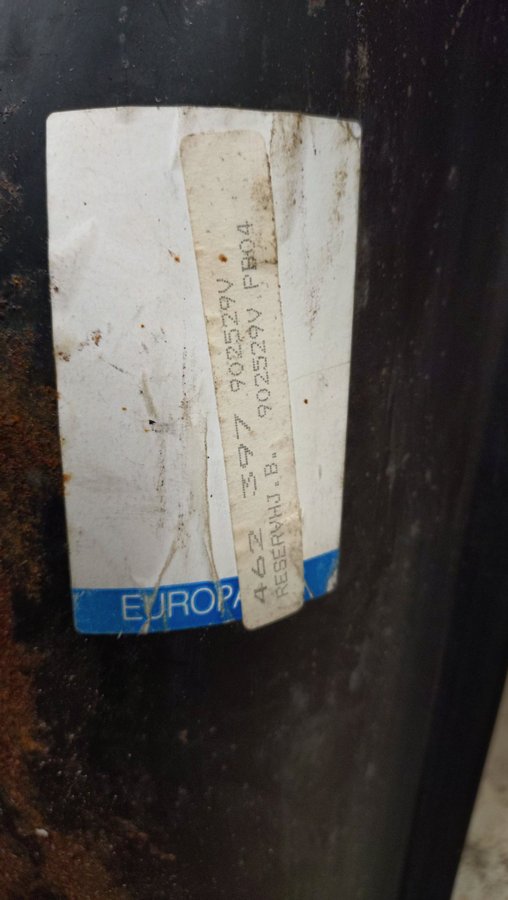 462 397 902529V
RESERVHJ.B. 902529V PB04
EUROPA